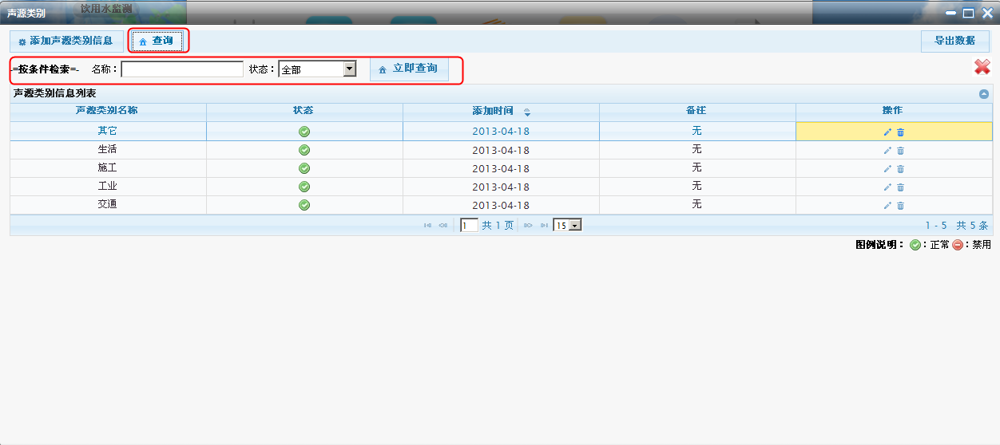 饮用水监测
声源类别
添加声源类别信息 查询 导出数据
-=按条件检索=- 名称： 状态： 全部 立即查询
声源类别信息列表
声源类别名称 状态 添加时间 备注 操作
其它 2013-04-18 无
生活 2013-04-18 无
施工 2013-04-18 无
工业 2013-04-18 无
交通 2013-04-18 无
1 共 1 页 15 1 - 5 共 5 条
图例说明： ：正常 ：禁用